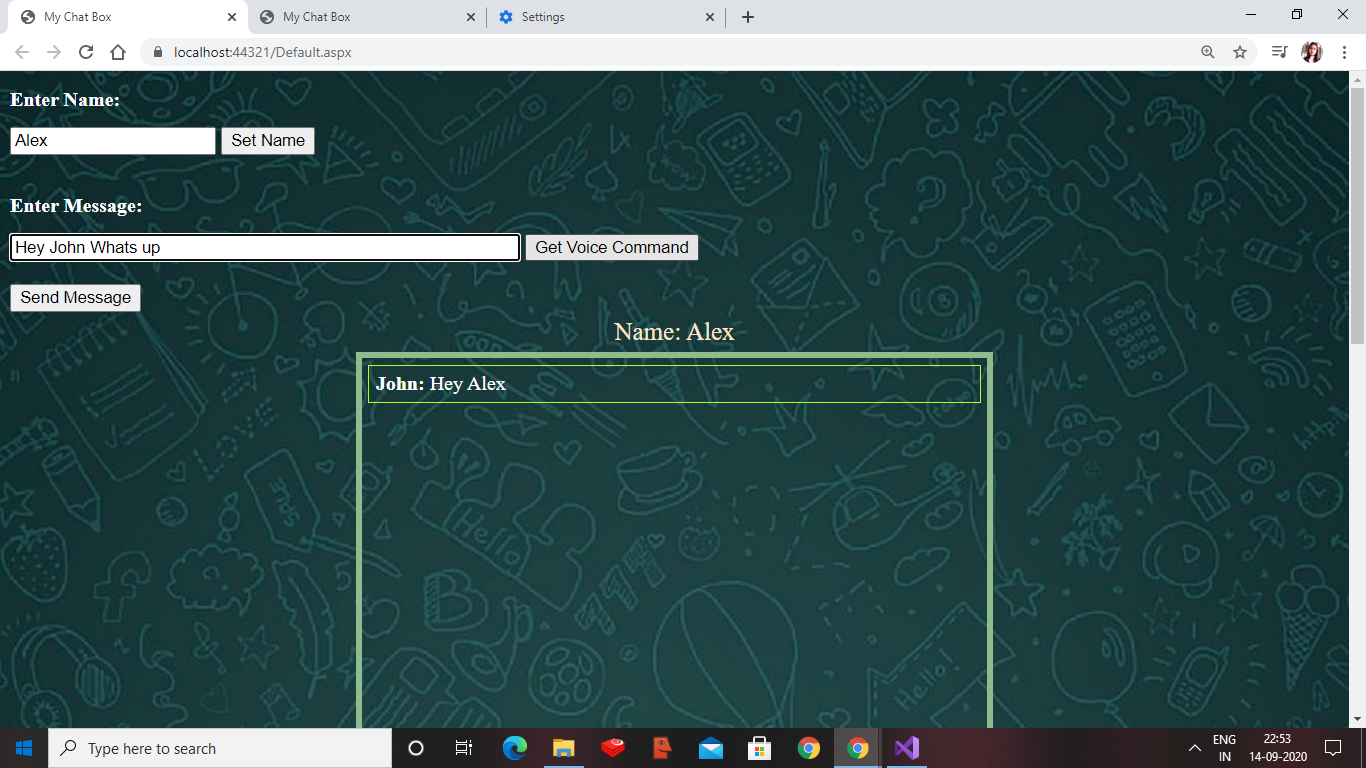 My Chat Box
My Chat Box
Settings
localhost:44321/Default.aspx
Enter Name:
Alex
Set Name
Enter Message:
Hey John Whats up
Get Voice Command
Send Message
Name: Alex
John: Hey Alex
Hello
Hello!
Type here to search
ENG
IN
22:53
14-09-2020